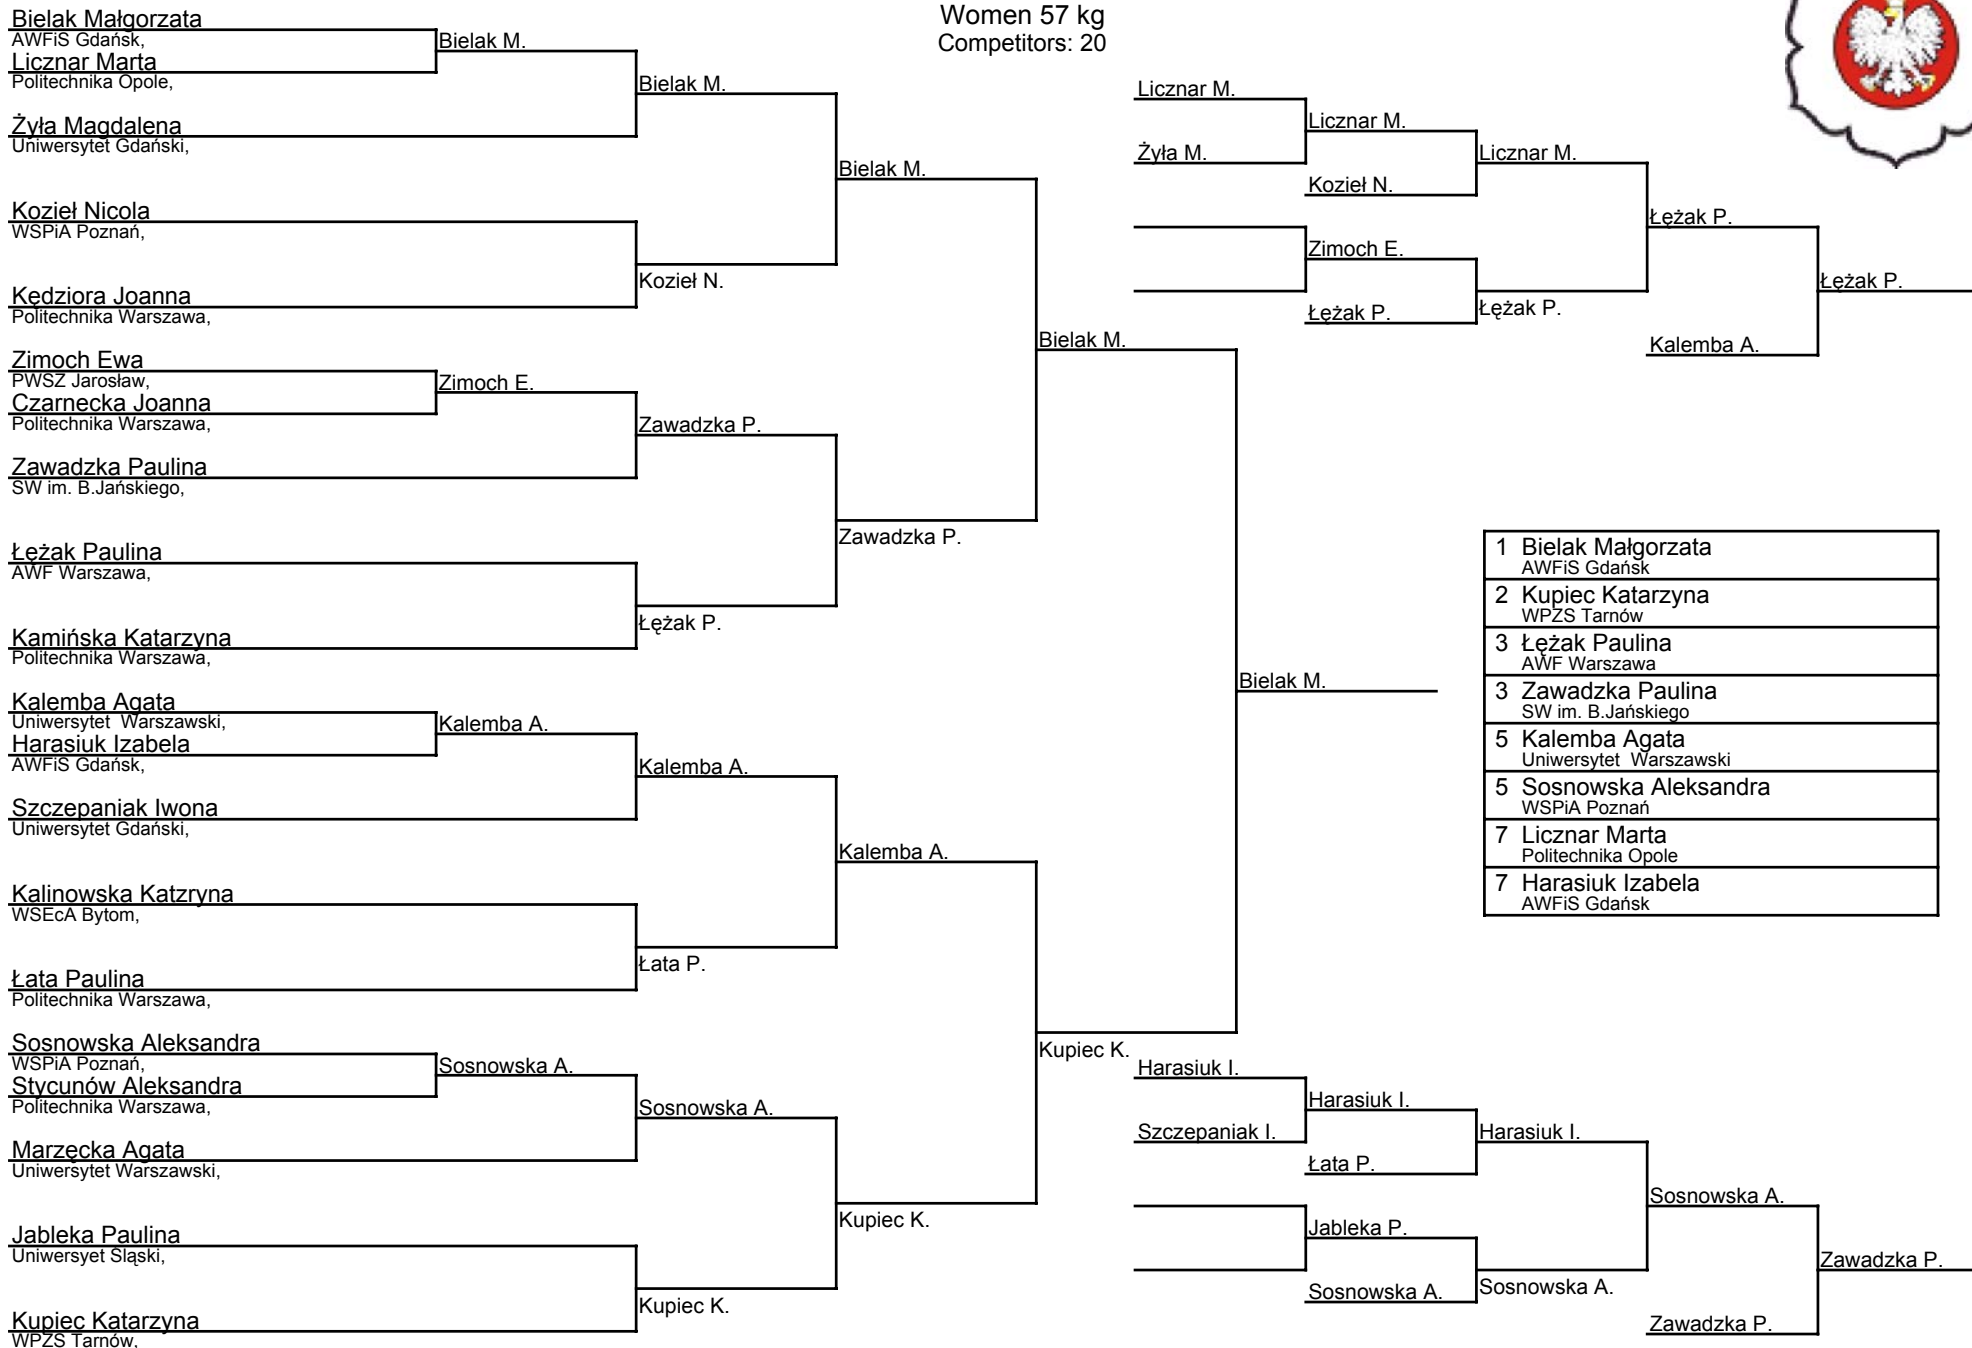 Women 57 kg
Competitors: 20
Bielak Małgorzata
AWFiS Gdańsk,
Licznar Marta
Politechnika Opole,
Żyła Magdalena
Uniwersytet Gdański,
Kozieł Nicola
WSPiA Poznań,
Kędziora Joanna
Politechnika Warszawa,
Zimoch Ewa
PWSZ Jarosław,
Czarnecka Joanna
Politechnika Warszawa,
Zawadzka Paulina
SW im. B.Jańskiego,
Łężak Paulina
AWF Warszawa,
Kamińska Katarzyna
Politechnika Warszawa,
Kalemba Agata
Uniwersytet  Warszawski,
Harasiuk Izabela
AWFiS Gdańsk,
Szczepaniak Iwona
Uniwersytet Gdański,
Kalinowska Katzryna
WSEcA Bytom,
Łata Paulina
Politechnika Warszawa,
Sosnowska Aleksandra
WSPiA Poznań,
Stycunów Aleksandra
Politechnika Warszawa,
Marzęcka Agata
Uniwersytet Warszawski,
Jableka Paulina
Uniwersyet Śląski,
Kupiec Katarzyna
WPZS Tarnów,
Bielak M.
Zimoch E.
Kalemba A.
Sosnowska A.
Bielak M.
Kozieł N.
Zawadzka P.
Łężak P.
Kalemba A.
Łata P.
Sosnowska A.
Kupiec K.
Bielak M.
Zawadzka P.
Kalemba A.
Kupiec K.
Bielak M.
Kupiec K.
Bielak M.
Licznar M.
Żyła M.
Licznar M.
Kozieł N.
Zimoch E.
Łężak P.
Licznar M.
Łężak P.
Łężak P.
Kalemba A.
Łężak P.
1 Bielak Małgorzata
AWFiS Gdańsk
2 Kupiec Katarzyna
WPZS Tarnów
3 Łężak Paulina
AWF Warszawa
3 Zawadzka Paulina
SW im. B.Jańskiego
5 Kalemba Agata
Uniwersytet  Warszawski
5 Sosnowska Aleksandra
WSPiA Poznań
7 Licznar Marta
Politechnika Opole
7 Harasiuk Izabela
AWFiS Gdańsk
Harasiuk I.
Szczepaniak I.
Harasiuk I.
Łata P.
Jableka P.
Sosnowska A.
Harasiuk I.
Sosnowska A.
Sosnowska A.
Zawadzka P.
Zawadzka P.